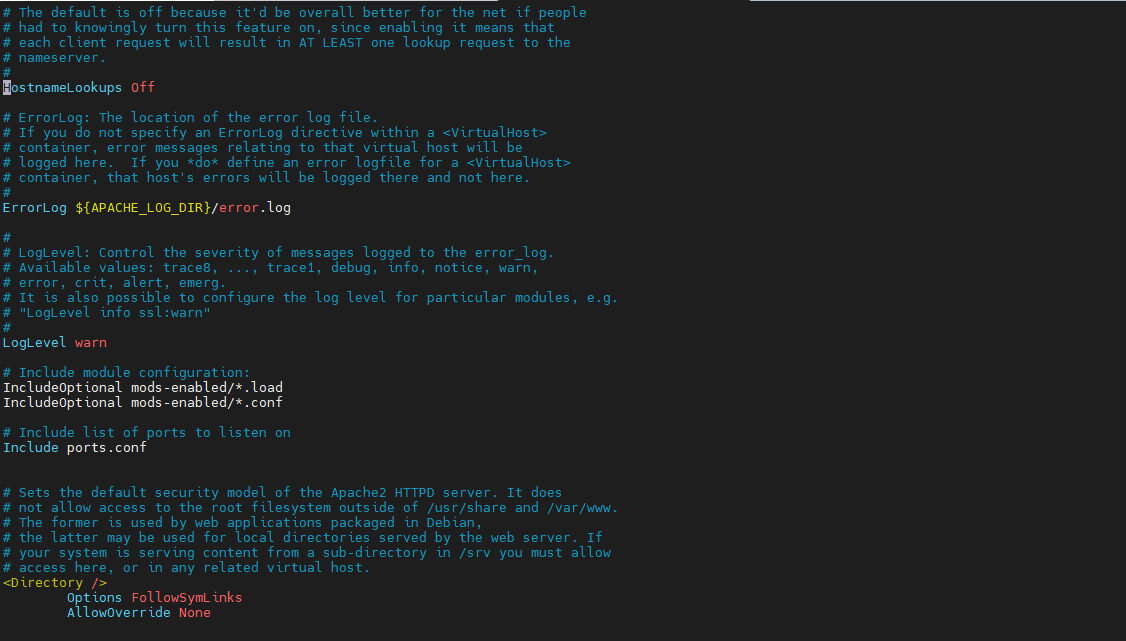 # The default is off because it'd be overall better for the net if people
# had to knowingly turn this feature on, since enabling it means that
# each client request will result in AT LEAST one lookup request to the
# nameserver.
#
HostnameLookups Off
# ErrorLog: The location of the error log file.
# If you do not specify an ErrorLog directive within a <VirtualHost>
# container, error messages relating to that virtual host will be
# logged here.  If you *do* define an error logfile for a <VirtualHost>
# container, that host's errors will be logged there and not here.
#
ErrorLog ${APACHE_LOG_DIR}/error.log
#
# LogLevel: Control the severity of messages logged to the error_log.
# Available values: trace8, ..., trace1, debug, info, notice, warn,
# error, crit, alert, emerg.
# It is also possible to configure the log level for particular modules, e.g.
# "LogLevel info ssl:warn"
#
LogLevel warn
# Include module configuration:
IncludeOptional mods-enabled/*.load
IncludeOptional mods-enabled/*.conf
# Include list of ports to listen on
Include ports.conf
# Sets the default security model of the Apache2 HTTPD server. It does
# not allow access to the root filesystem outside of /usr/share and /var/www.
# The former is used by web applications packaged in Debian,
# the latter may be used for local directories served by the web server. If
# your system is serving content from a sub-directory in /srv you must allow
# access here, or in any related virtual host.
<Directory />
        Options FollowSymLinks
        AllowOverride None